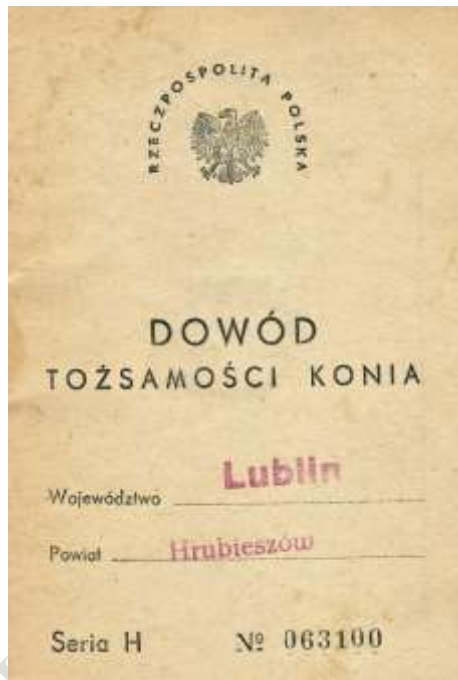 RZECZPOSPOLITA POLSKA
DOWÓD
TOŻSAMOŚCI KONIA
Województwo Lublin
Powiat Hrubieszów
Seria H № 063100